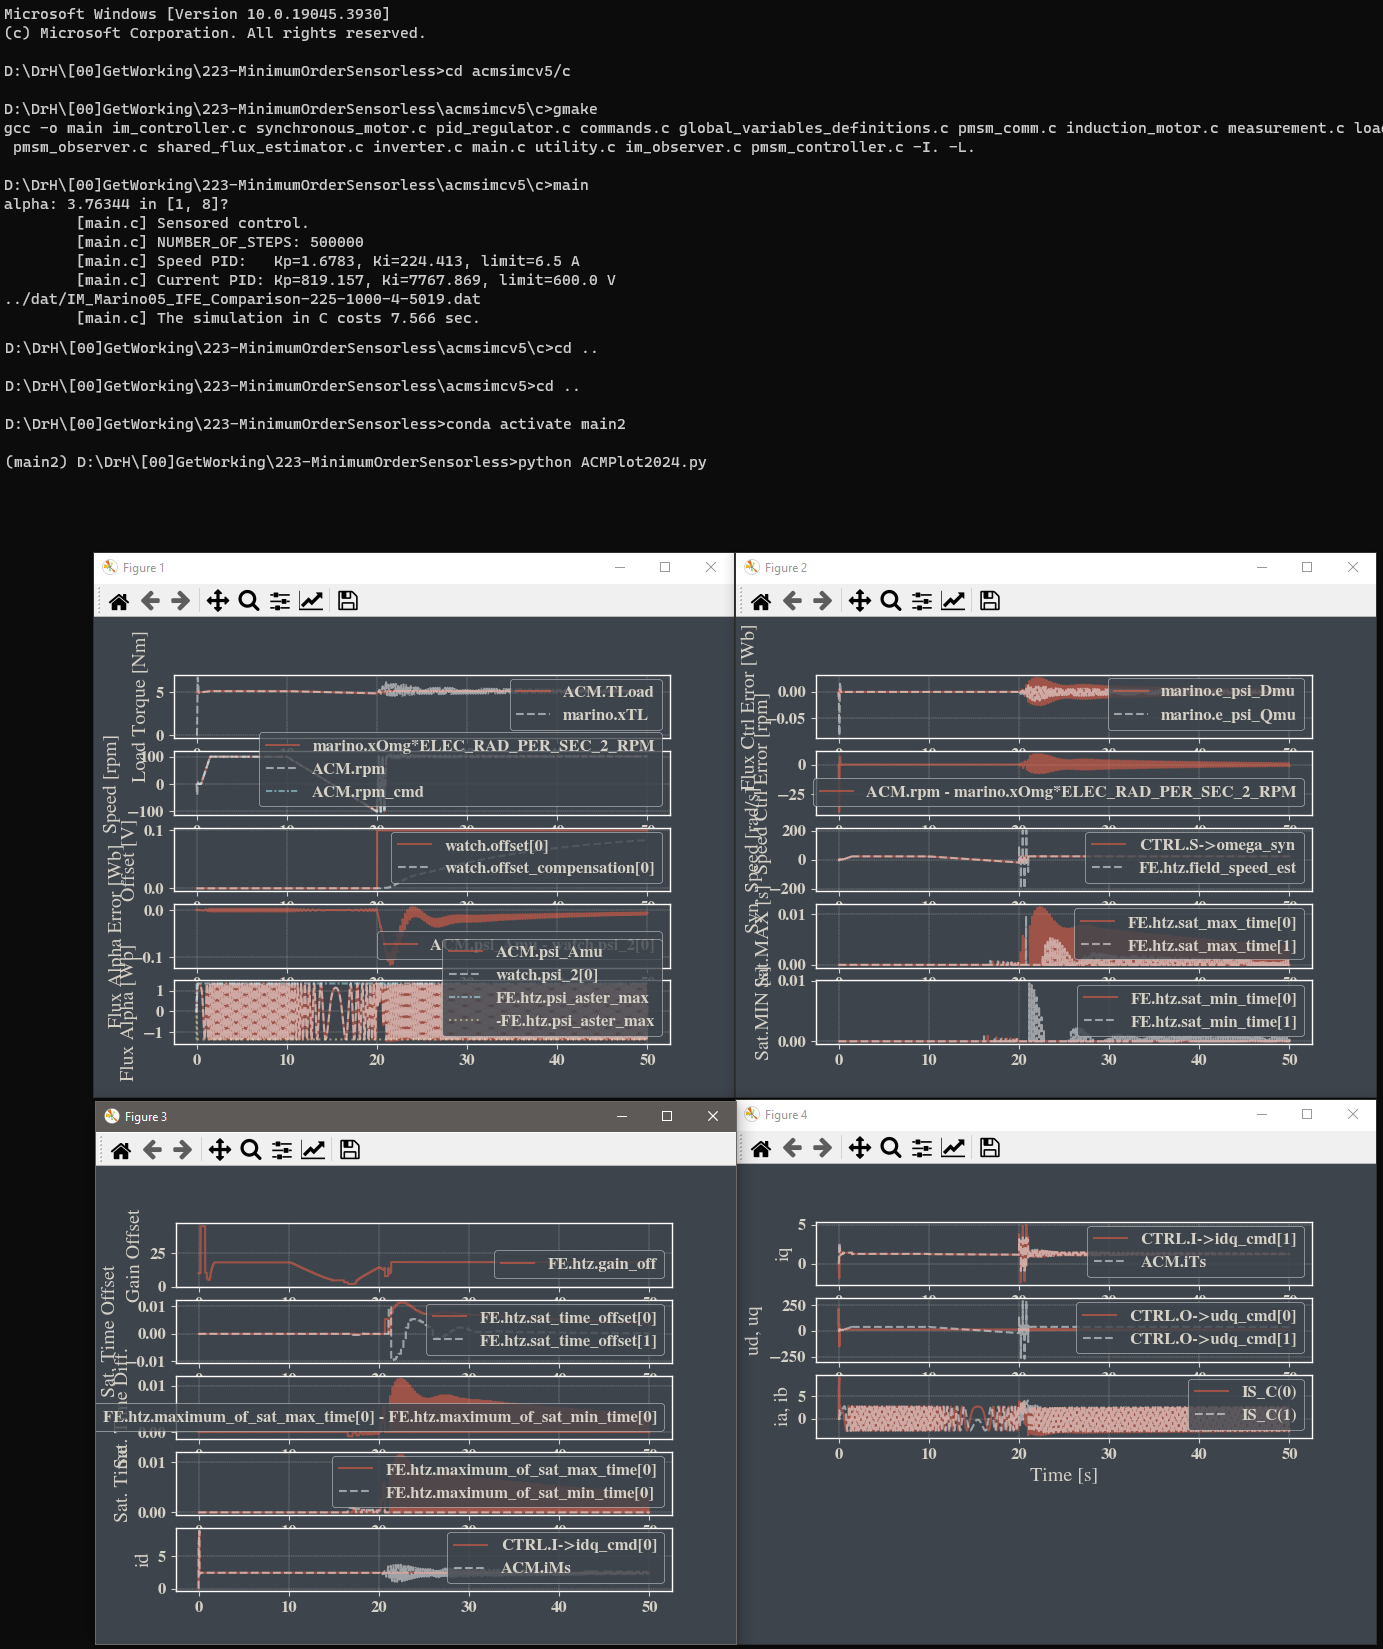 Microsoft Windows [Version 10.0.19045.3930]
(c) Microsoft Corporation. All rights reserved.
D:\DrH\[00]GetWorking\223-MinimumOrderSensorless>cd acmsimcv5/c
D:\DrH\[00]GetWorking\223-MinimumOrderSensorless\acmsimcv5\c>gmake
gcc -o main im_controller.c synchronous_motor.c pid_regulator.c commands.c global_variables_definitions.c pmsm_comm.c induction_motor.c measurement.c loa
pmsm_observer.c shared_flux_estimator.c inverter.c main.c utility.c im_observer.c pmsm_controller.c -I. -L.
D:\DrH\[00]GetWorking\223-MinimumOrderSensorless\acmsimcv5\c>main
alpha: 3.76344 in [1, 8]?
[main.c] Sensored control.
[main.c] NUMBER_OF_STEPS: 500000
[main.c] Speed PID:   Kp=1.6783, Ki=224.413, limit=6.5 A
[main.c] Current PID: Kp=819.157, Ki=7767.869, limit=600.0 V
../dat/IM_Marino05_IFE_Comparison-225-1000-4-5019.dat
[main.c] The simulation in C costs 7.566 sec.
D:\DrH\[00]GetWorking\223-MinimumOrderSensorless\acmsimcv5\c>cd ..
D:\DrH\[00]GetWorking\223-MinimumOrderSensorless\acmsimcv5>cd ..
D:\DrH\[00]GetWorking\223-MinimumOrderSensorless>conda activate main2
(main2) D:\DrH\[00]GetWorking\223-MinimumOrderSensorless>python ACMPlot2024.py
Figure 1
Load Torque [Nm]
5
0
ACM.TLoad
marino.xTL
Speed [rpm]
100
0
−100
marino.xOmg*ELEC_RAD_PER_SEC_2_RPM
ACM.rpm
ACM.rpm_cmd
Offset [V]
0.1
0.0
watch.offset[0]
watch.offset_compensation[0]
Flux Alpha Error [Wb]
0.0
−0.1
ACM.psi_Amu - watch.psi_2[0]
Flux Alpha [Wb]
1
0
−1
ACM.psi_Amu
watch.psi_2[0]
FE.htz.psi_aster_max
-FE.htz.psi_aster_max
0 10 20 30 40 50
Figure 2
Flux Ctrl Error [Wb]
0.00
−0.05
marino.e_psi_Dmu
marino.e_psi_Qmu
Speed Ctrl Error [rpm]
0
−25
ACM.rpm - marino.xOmg*ELEC_RAD_PER_SEC_2_RPM
Syn. Speed [rad/s]
200
0
−200
CTRL.S->omega_syn
FE.htz.field_speed_est
Sat.MAX [s]
0.01
0.00
FE.htz.sat_max_time[0]
FE.htz.sat_max_time[1]
Sat.MIN [s]
0.01
0.00
FE.htz.sat_min_time[0]
FE.htz.sat_min_time[1]
0 10 20 30 40 50
Figure 3
Gain Offset
25
0
FE.htz.gain_off
Sat. Time Offset
0.01
0.00
−0.01
FE.htz.sat_time_offset[0]
FE.htz.sat_time_offset[1]
Sat. Time Diff.
0.01
0.00
FE.htz.maximum_of_sat_max_time[0] - FE.htz.maximum_of_sat_min_time[0]
Sat. Time
0.01
0.00
FE.htz.maximum_of_sat_max_time[0]
FE.htz.maximum_of_sat_min_time[0]
id
5
0
CTRL.I->idq_cmd[0]
ACM.iMs
0 10 20 30 40 50
Figure 4
iq
5
0
CTRL.I->idq_cmd[1]
ACM.iTs
ud, uq
250
0
−250
CTRL.O->udq_cmd[0]
CTRL.O->udq_cmd[1]
ia, ib
5
0
IS_C(0)
IS_C(1)
0 10 20 30 40 50
Time [s]